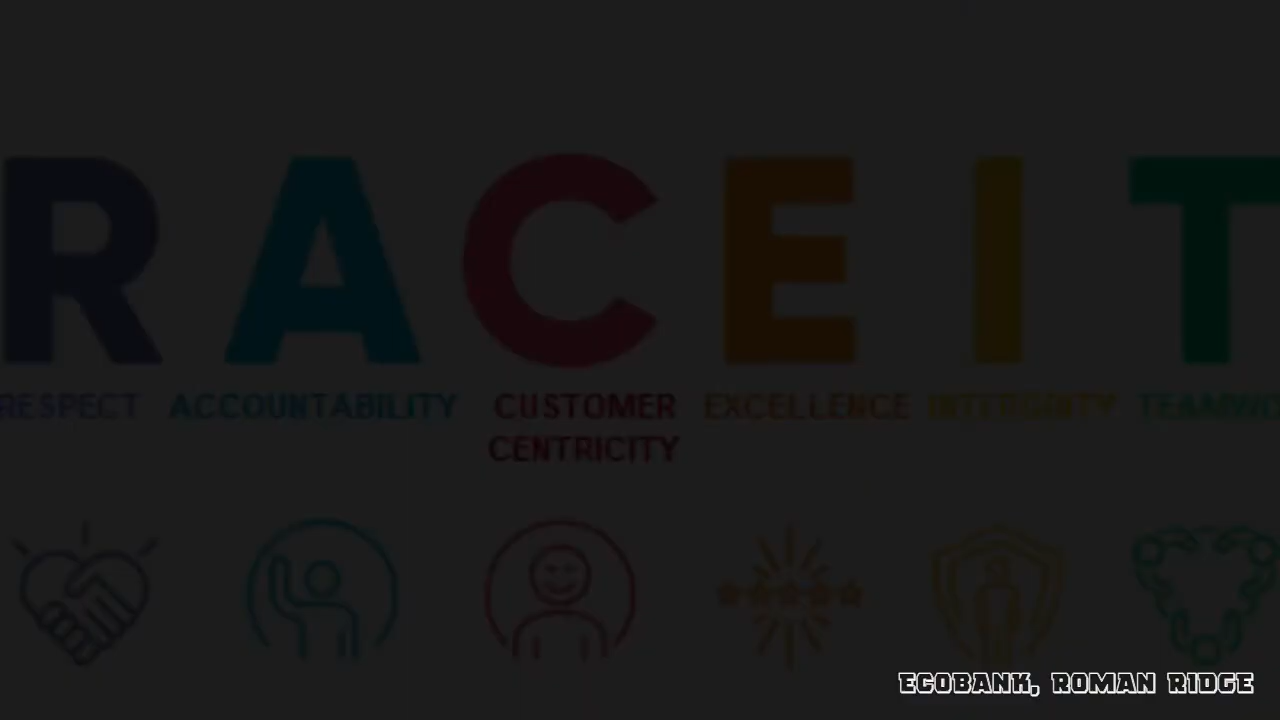 RACEIT
RESPECT ACCOUNTABILITY CUSTOMER CENTRICITY EXCELLENCE
ECOBANK, ROMAN RIDGE